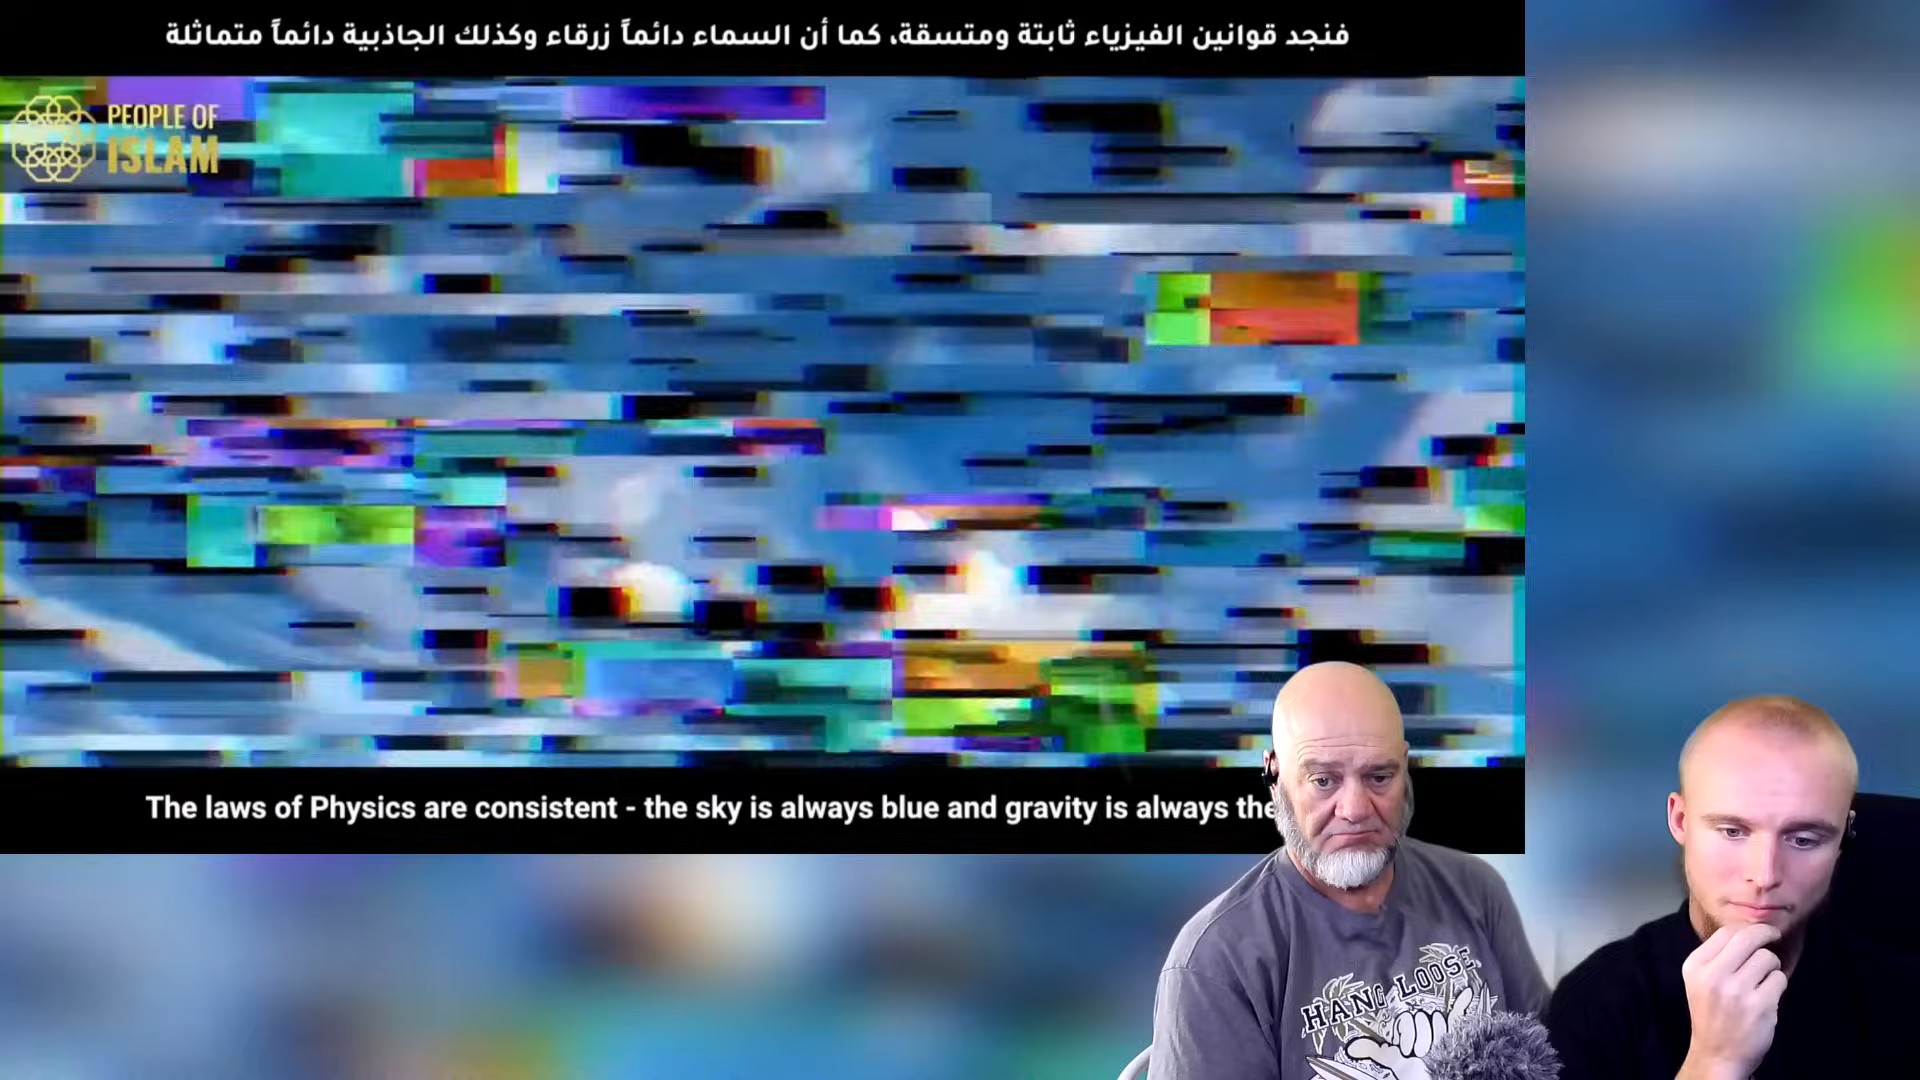 فنجد قوانين الفيزياء ثابتة ومتسقة، كما أن السماء دائماً زرقاء وكذلك الجاذبية دائماً متماثلة
PEOPLE OF
ISLAM
The laws of Physics are consistent - the sky is always blue and gravity is always the
HANG LOOSE